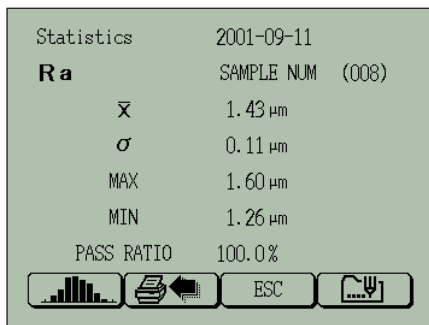 Statistics 2001-09-11
Ra SAMPLE NUM (008)
x̄ 1.43 µm
σ 0.11 µm
MAX 1.60 µm
MIN 1.26 µm
PASS RATIO 100.0%
ESC